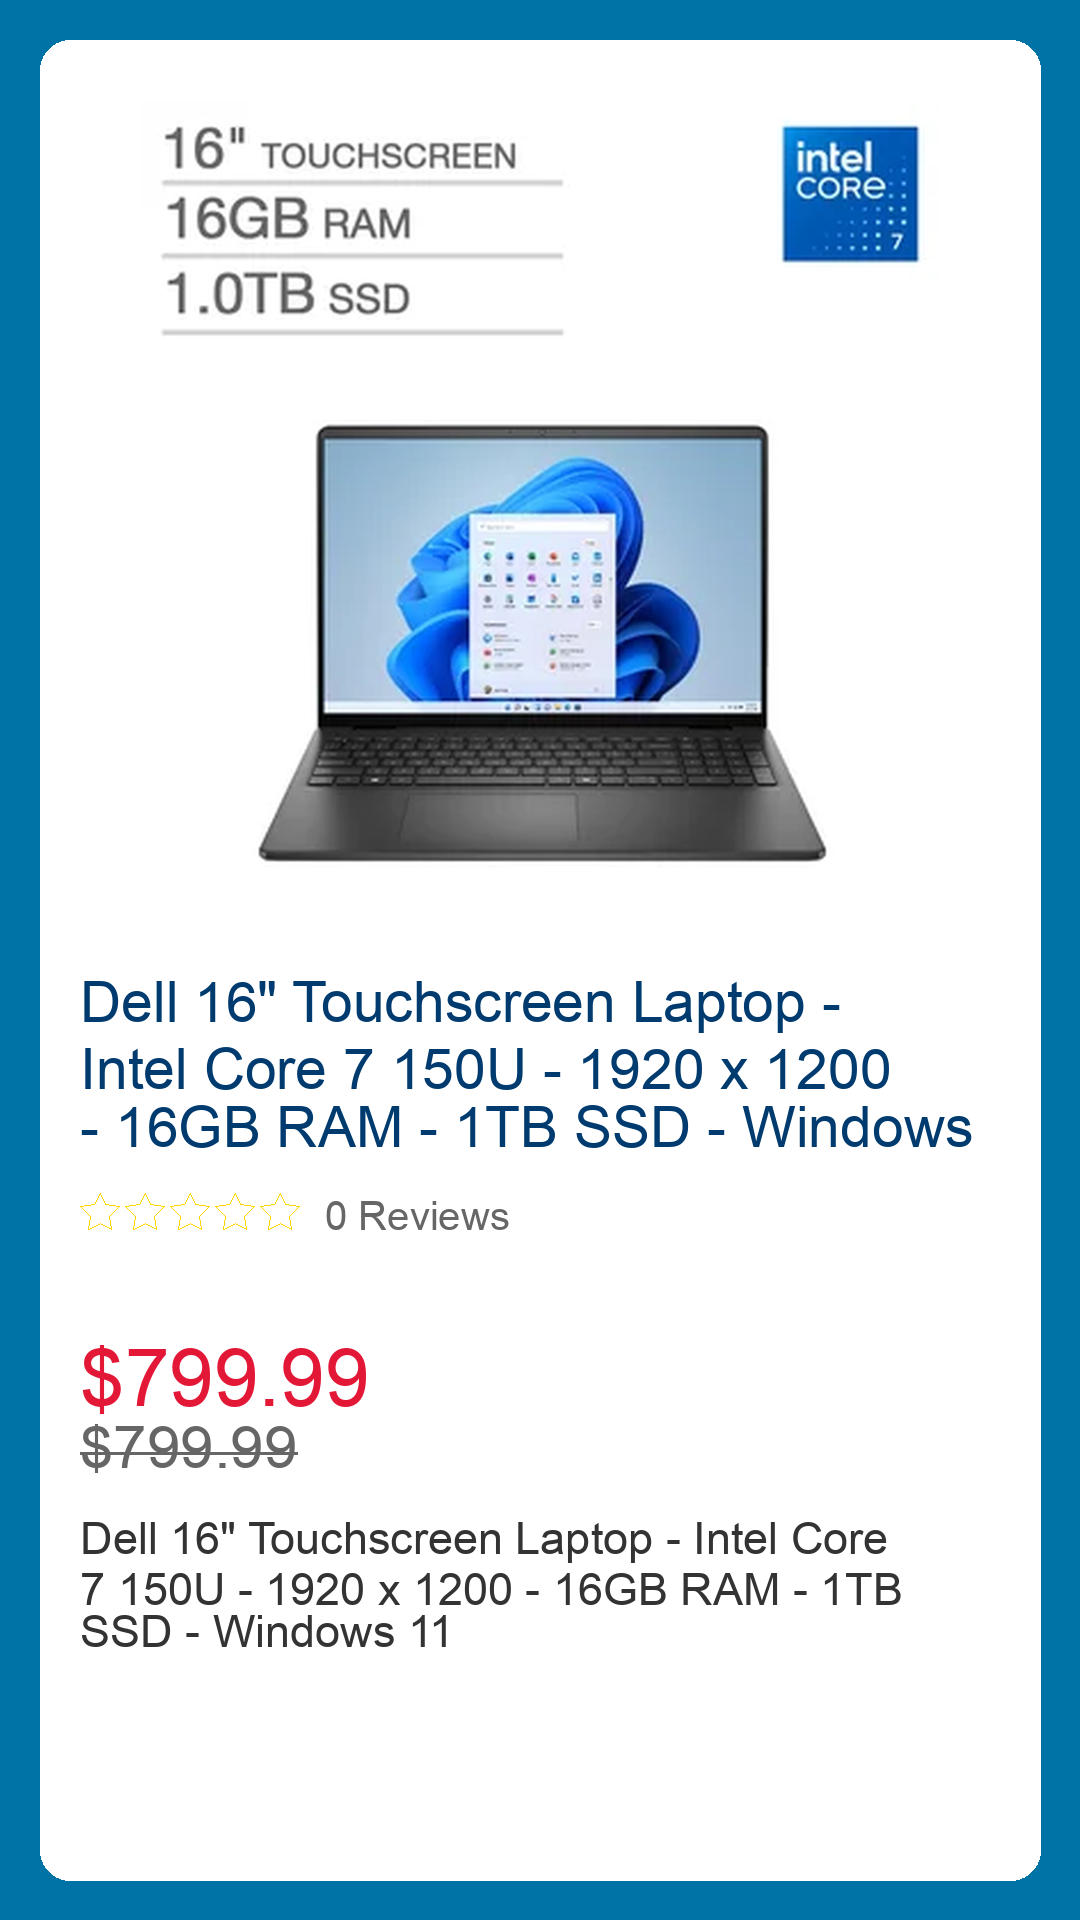 16" TOUCHSCREEN
16GB RAM
1.0TB SSD
intel
CORE
7
Dell 16" Touchscreen Laptop -
Intel Core 7 150U - 1920 x 1200
- 16GB RAM - 1TB SSD - Windows
0 Reviews
$799.99
$799.99
Dell 16" Touchscreen Laptop - Intel Core
7 150U - 1920 x 1200 - 16GB RAM - 1TB
SSD - Windows 11